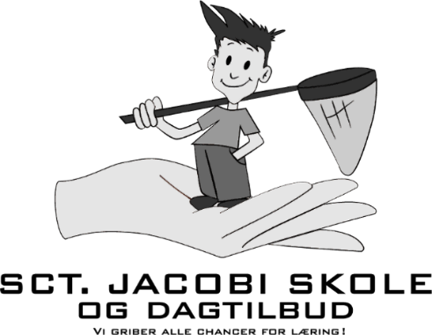 SCT. JACOBI SKOLE
OG DAGTILBUD
VI GRIBER ALLE CHANCER FOR LÆRING!